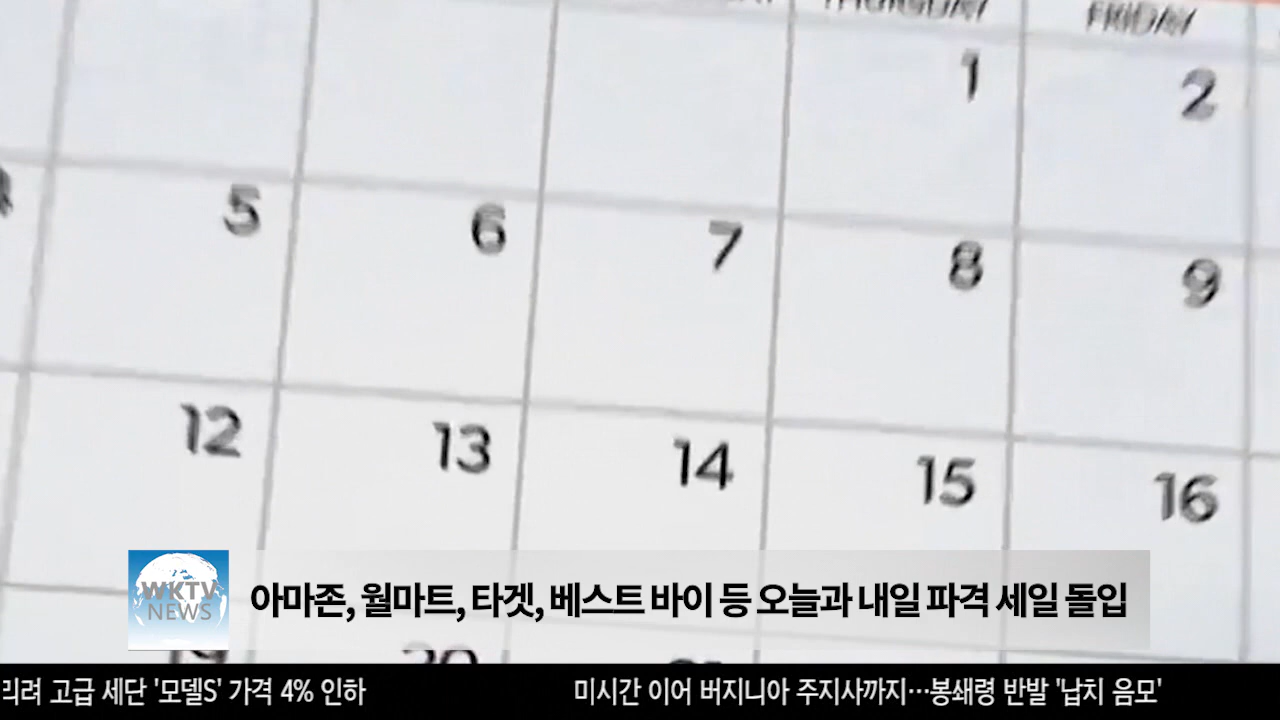 THURSDAY FRIDAY
1 2
5 6 7 8 9
12 13 14 15 16
WKTV
NEWS
아마존, 월마트, 타겟, 베스트 바이 등 오늘과 내일 파격 세일 돌입
19 20
리려 고급 세단 '모델S' 가격 4% 인하 미시간 이어 버지니아 주지사까지…봉쇄령 반발 '납치 음모'